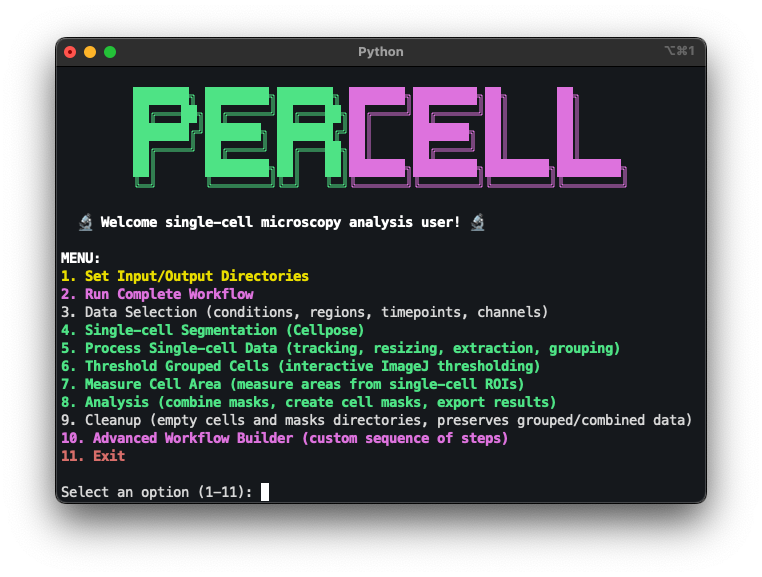 Python
⌥⌘1
PERCELL
🔬 Welcome single-cell microscopy analysis user! 🔬
MENU:
1. Set Input/Output Directories
2. Run Complete Workflow
3. Data Selection (conditions, regions, timepoints, channels)
4. Single-cell Segmentation (Cellpose)
5. Process Single-cell Data (tracking, resizing, extraction, grouping)
6. Threshold Grouped Cells (interactive ImageJ thresholding)
7. Measure Cell Area (measure areas from single-cell ROIs)
8. Analysis (combine masks, create cell masks, export results)
9. Cleanup (empty cells and masks directories, preserves grouped/combined data)
10. Advanced Workflow Builder (custom sequence of steps)
11. Exit
Select an option (1-11):